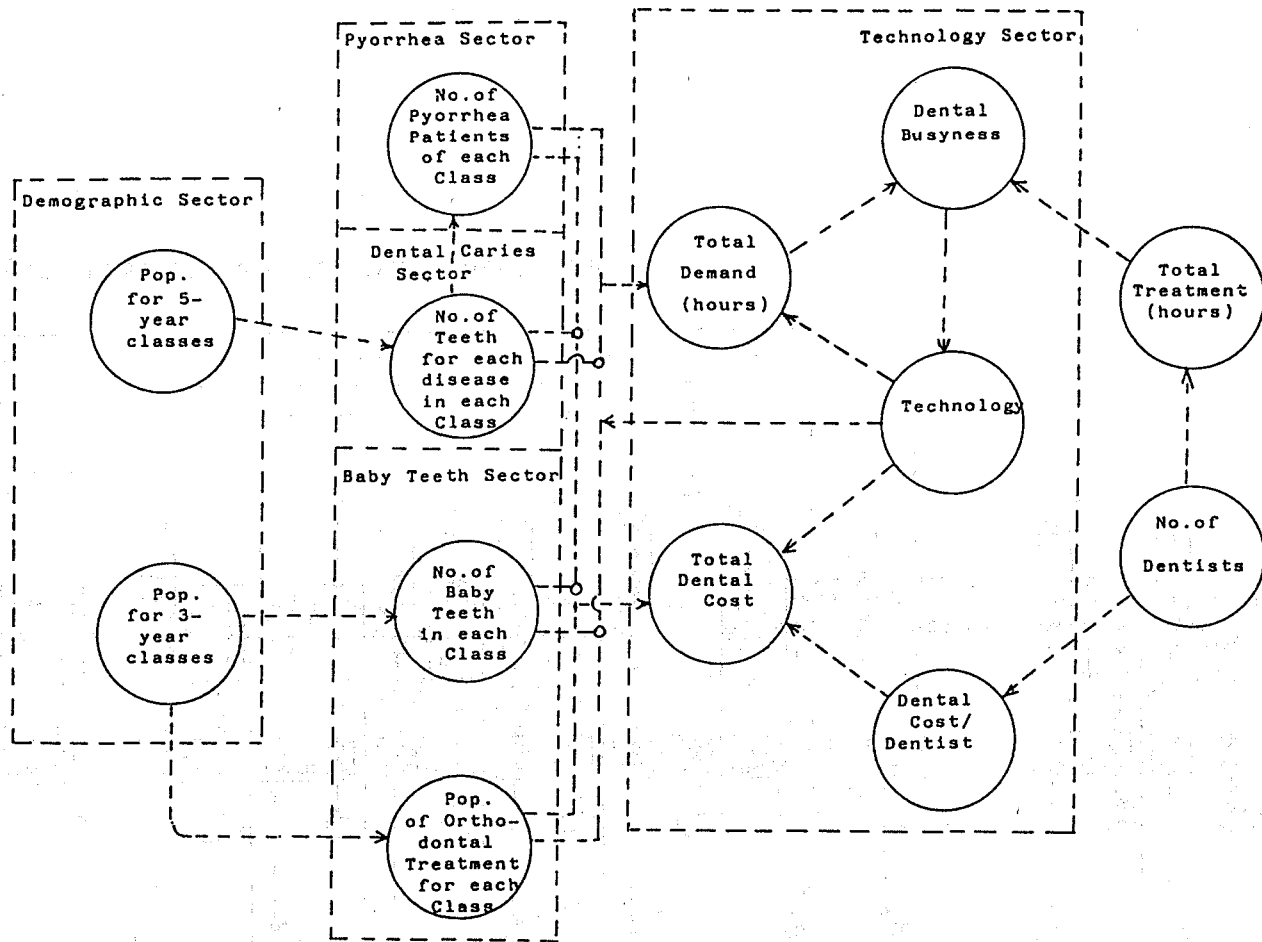 Pyorrhea Sector
No.of
Pyorrhea
Patients
of each
Class
Demographic Sector
Pop.
for 5-
year
classes
Pop.
for 3-
year
classes
Dental Caries
Sector
No.of
Teeth
for each
disease
in each
Class
Baby Teeth Sector
No.of
Baby
Teeth
in each
Class
Pop.
of Ortho-
dontal
Treatment
for each
Class
Technology Sector
Dental
Busyness
Total
Demand
(hours)
Technology
Total
Dental
Cost
Dental
Cost/
Dentist
Total
Treatment
(hours)
No.of
Dentists